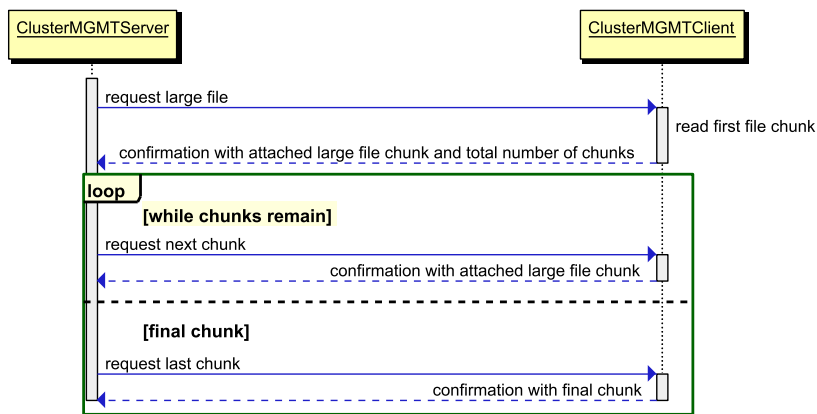 ClusterMGMTServer
ClusterMGMTClient
request large file
read first file chunk
confirmation with attached large file chunk and total number of chunks
loop
[while chunks remain]
request next chunk
confirmation with attached large file chunk
[final chunk]
request last chunk
confirmation with final chunk